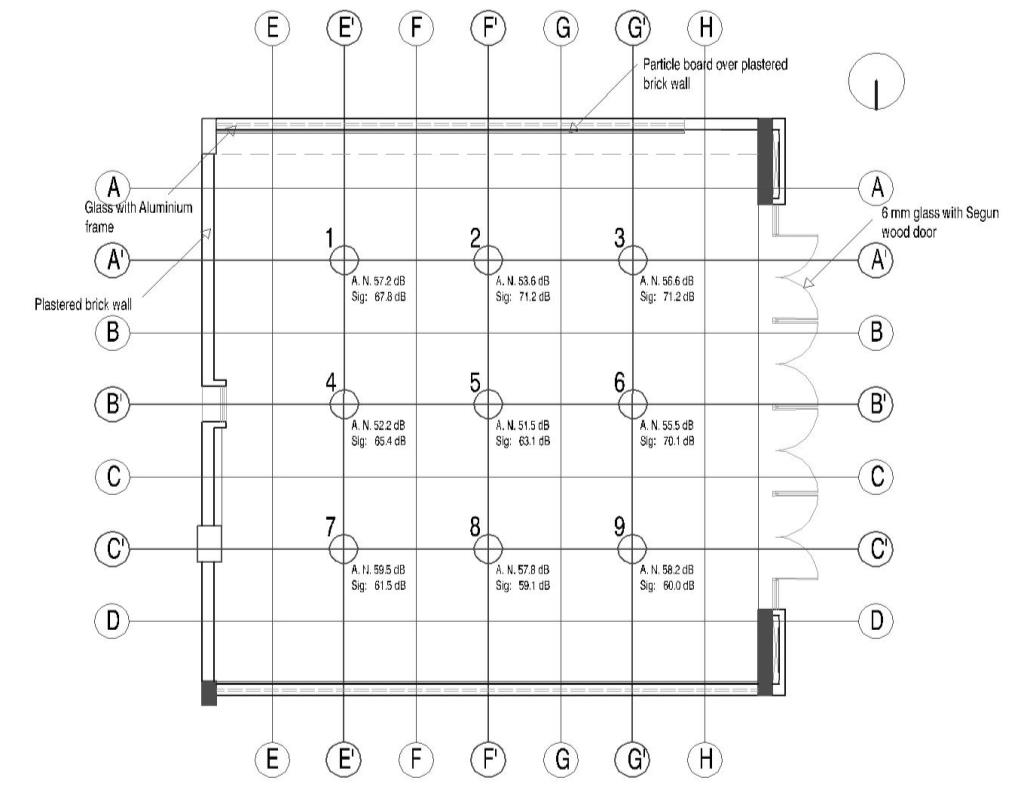 E E' F F' G G' H
Particle board over plastered
brick wall
A A
Glass with Aluminium
frame
6 mm glass with Segun
wood door
1 2 3
A' A'
A. N. 57.2 dB A. N. 53.6 dB A. N. 56.6 dB
Sig: 67.8 dB Sig: 71.2 dB Sig: 71.2 dB
Plastered brick wall
B B
4 5 6
B' B'
A. N. 52.2 dB A. N. 51.5 dB A. N. 55.5 dB
Sig: 65.4 dB Sig: 63.1 dB Sig: 70.1 dB
C C
7 8 9
C' C'
A. N. 59.5 dB A. N. 57.8 dB A. N. 58.2 dB
Sig: 61.5 dB Sig: 59.1 dB Sig: 60.0 dB
D D
E E' F F' G G' H